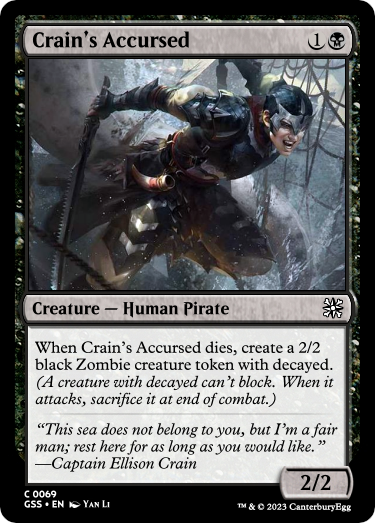 Crain's Accursed 1
Creature — Human Pirate
When Crain's Accursed dies, create a 2/2
black Zombie creature token with decayed.
(A creature with decayed can't block. When it
attacks, sacrifice it at end of combat.)
“This sea does not belong to you, but I'm a fair
man; rest here for as long as you would like.”
—Captain Ellison Crain
2/2
C 0069
GSS • EN Yan Li
™ & © 2023 CanterburyEgg